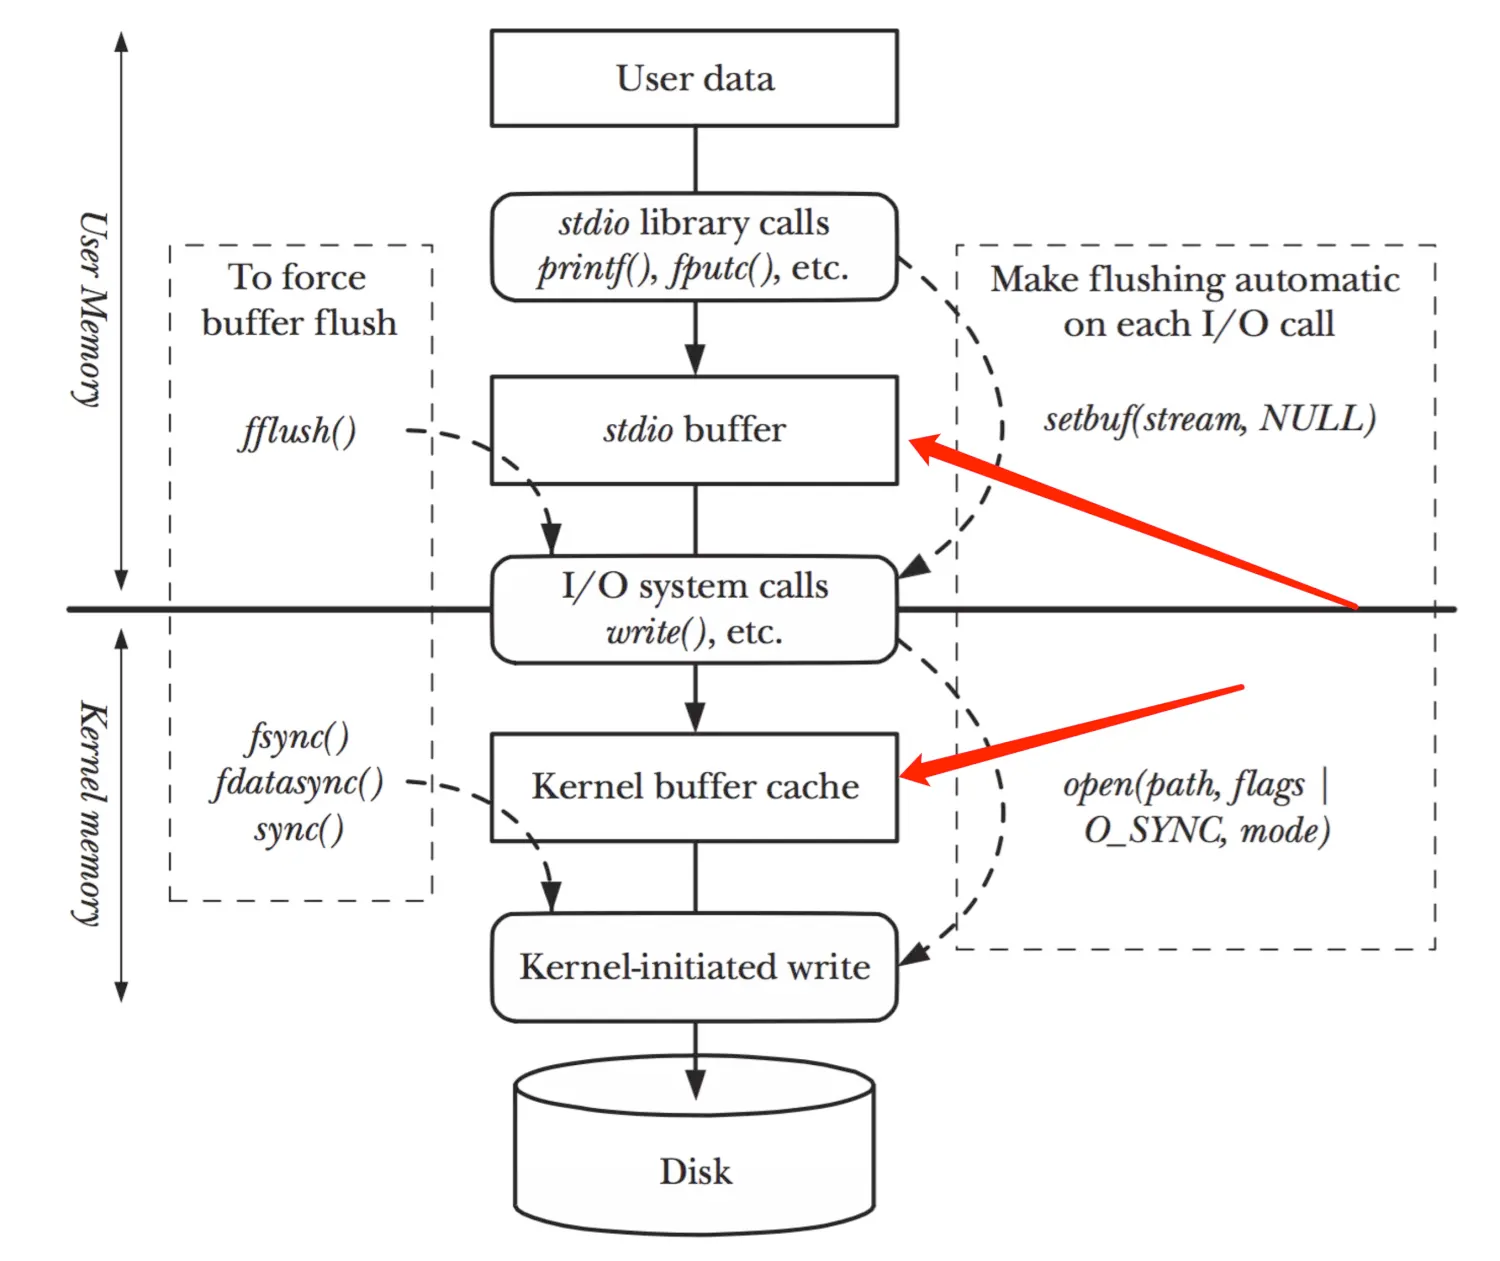 User data
stdio library calls
printf(), fputc(), etc.
User Memory
To force
buffer flush
fflush()
Make flushing automatic
on each I/O call
setbuf(stream, NULL)
stdio buffer
I/O system calls
write(), etc.
Kernel memory
fsync()
fdatasync()
sync()
Kernel buffer cache
open(path, flags |
O_SYNC, mode)
Kernel-initiated write
Disk